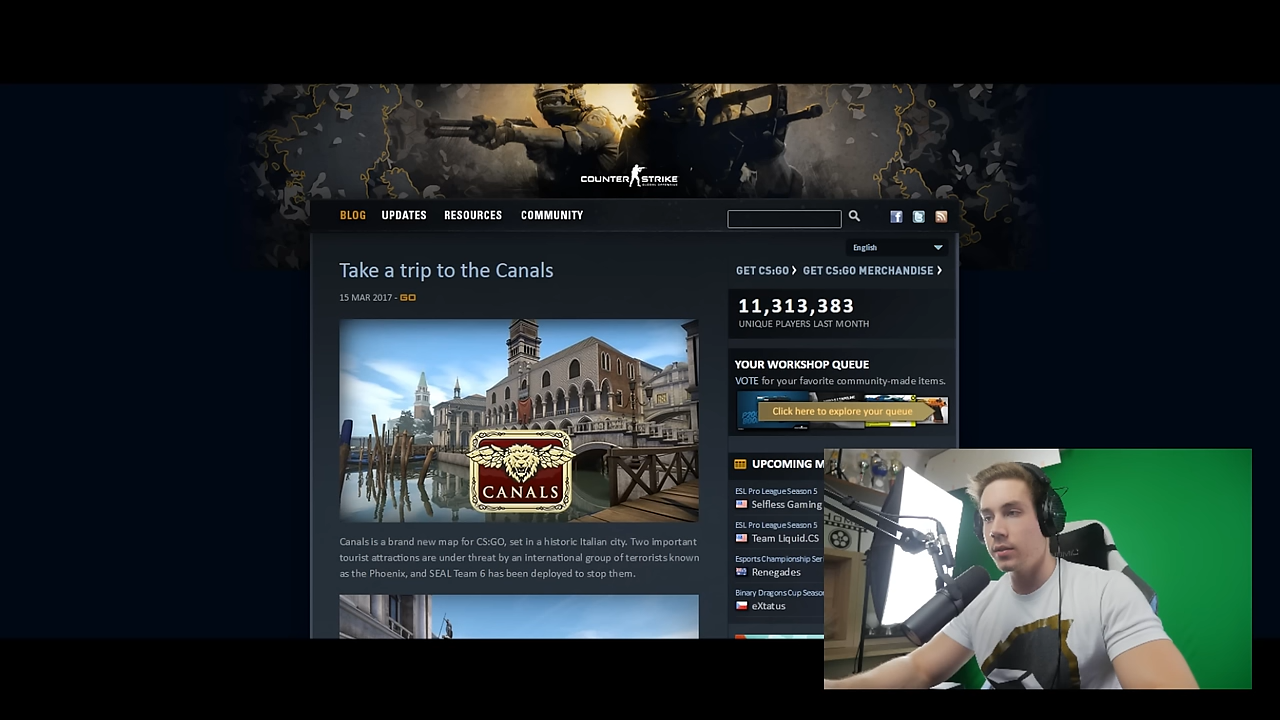 COUNTER STRIKE
GLOBAL OFFENSIVE
BLOG UPDATES RESOURCES COMMUNITY
English
Take a trip to the Canals
15 MAR 2017 - GO
GET CS:GO GET CS:GO MERCHANDISE
11,313,383
UNIQUE PLAYERS LAST MONTH
YOUR WORKSHOP QUEUE
VOTE for your favorite community-made items.
Click here to explore your queue
CANALS
UPCOMING M
ESL Pro League Season 5
Selfless Gaming
ESL Pro League Season 5
Team Liquid.CS
Esports Championship Ser
Renegades
Binary Dragons Cup Seaso
eXtatus
Canals is a brand new map for CS:GO, set in a historic Italian city. Two important
tourist attractions are under threat by an international group of terrorists known
as the Phoenix, and SEAL Team 6 has been deployed to stop them.